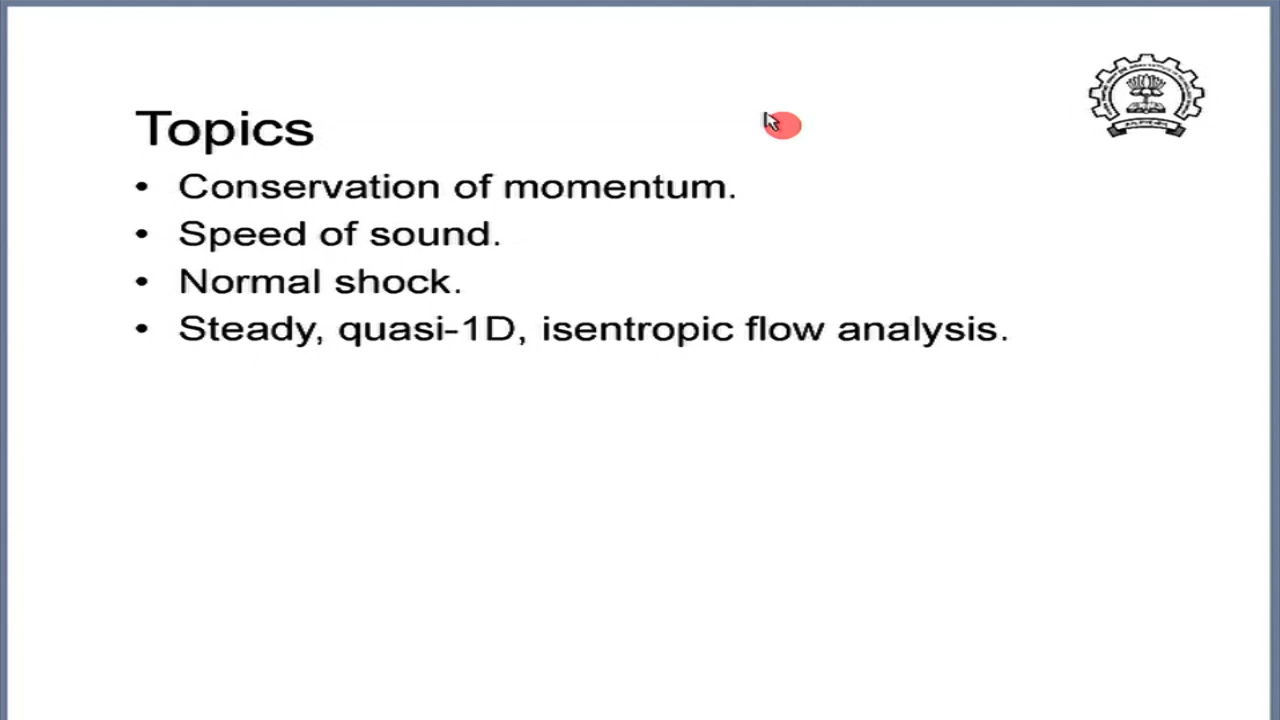 Topics
• Conservation of momentum.
• Speed of sound.
• Normal shock.
• Steady, quasi-1D, isentropic flow analysis.